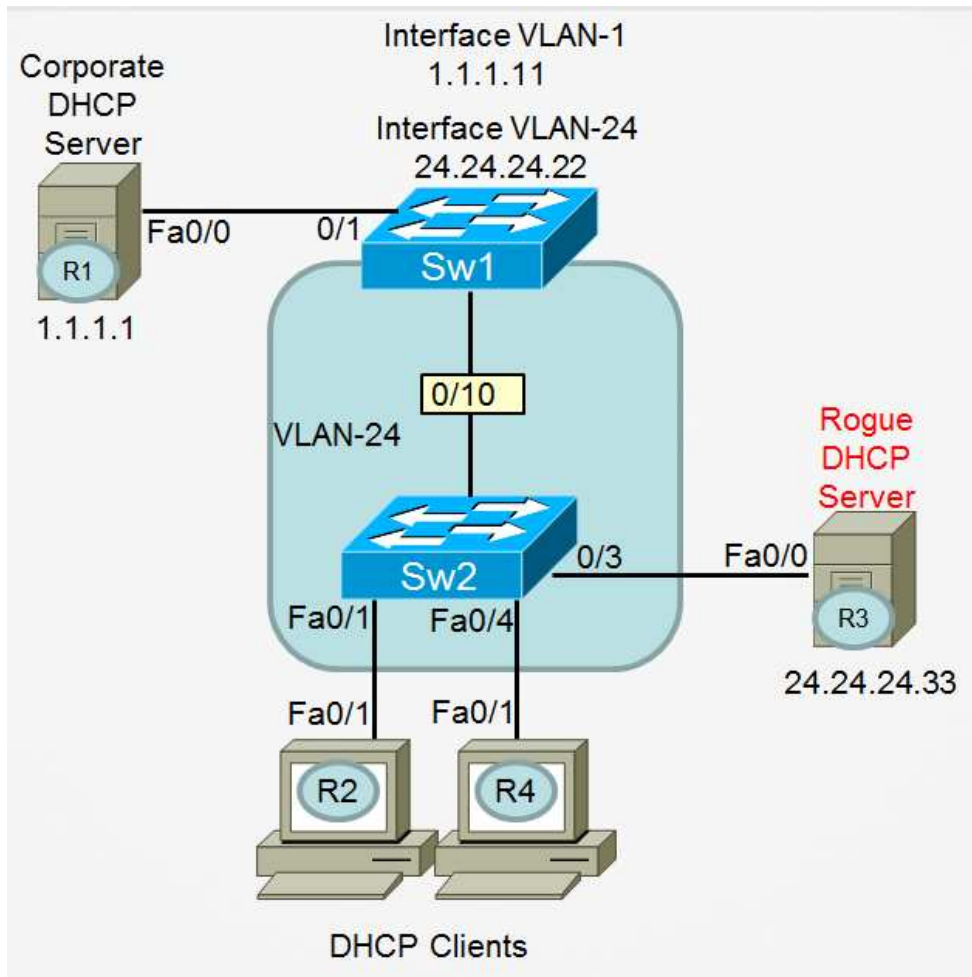 Interface VLAN-1
1.1.1.11
Corporate
DHCP
Server
Interface VLAN-24
24.24.24.22
Fa0/0
0/1
R1
Sw1
1.1.1.1
0/10
VLAN-24
Rogue
DHCP
Server
Sw2
0/3
Fa0/0
Fa0/1
Fa0/4
R3
24.24.24.33
Fa0/1
Fa0/1
R2
R4
DHCP Clients